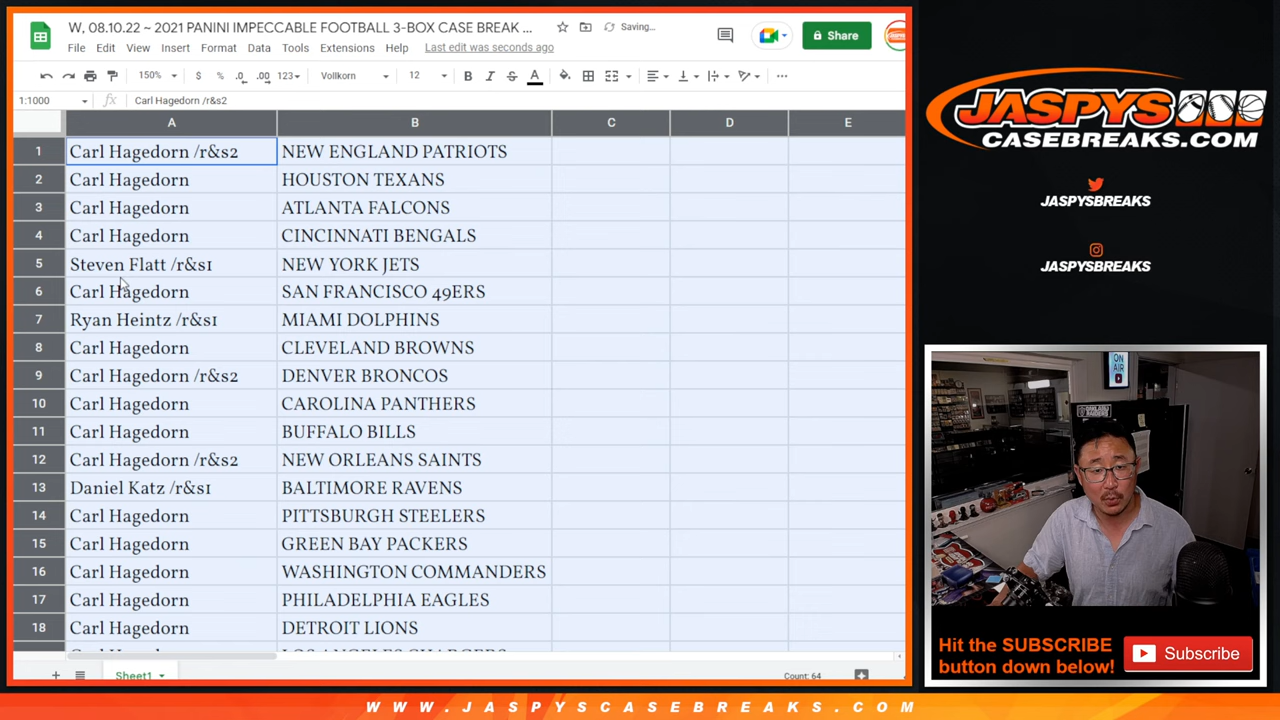 W, 08.10.22 ~ 2021 PANINI IMPECCABLE FOOTBALL 3-BOX CASE BREAK ...
Saving...
File Edit View Insert Format Data Tools Extensions Help Last edit was seconds ago
Share
150% $ % .0 .00 123 Vollkorn 12 B I S A
1:1000 fx Carl Hagedorn /r&s2
A B C D E
1 Carl Hagedorn /r&s2 NEW ENGLAND PATRIOTS
2 Carl Hagedorn HOUSTON TEXANS
3 Carl Hagedorn ATLANTA FALCONS
4 Carl Hagedorn CINCINNATI BENGALS
5 Steven Flatt /r&s1 NEW YORK JETS
6 Carl Hagedorn SAN FRANCISCO 49ERS
7 Ryan Heintz /r&s1 MIAMI DOLPHINS
8 Carl Hagedorn CLEVELAND BROWNS
9 Carl Hagedorn /r&s2 DENVER BRONCOS
10 Carl Hagedorn CAROLINA PANTHERS
11 Carl Hagedorn BUFFALO BILLS
12 Carl Hagedorn /r&s2 NEW ORLEANS SAINTS
13 Daniel Katz /r&s1 BALTIMORE RAVENS
14 Carl Hagedorn PITTSBURGH STEELERS
15 Carl Hagedorn GREEN BAY PACKERS
16 Carl Hagedorn WASHINGTON COMMANDERS
17 Carl Hagedorn PHILADELPHIA EAGLES
18 Carl Hagedorn DETROIT LIONS
Sheet1
Count: 64
JASPYS
CASEBREAKS.COM
JASPYSBREAKS
JASPYSBREAKS
ON
AIR
Hit the SUBSCRIBE
button down below!
Subscribe
WWW.JASPYSCASEBREAKS.COM